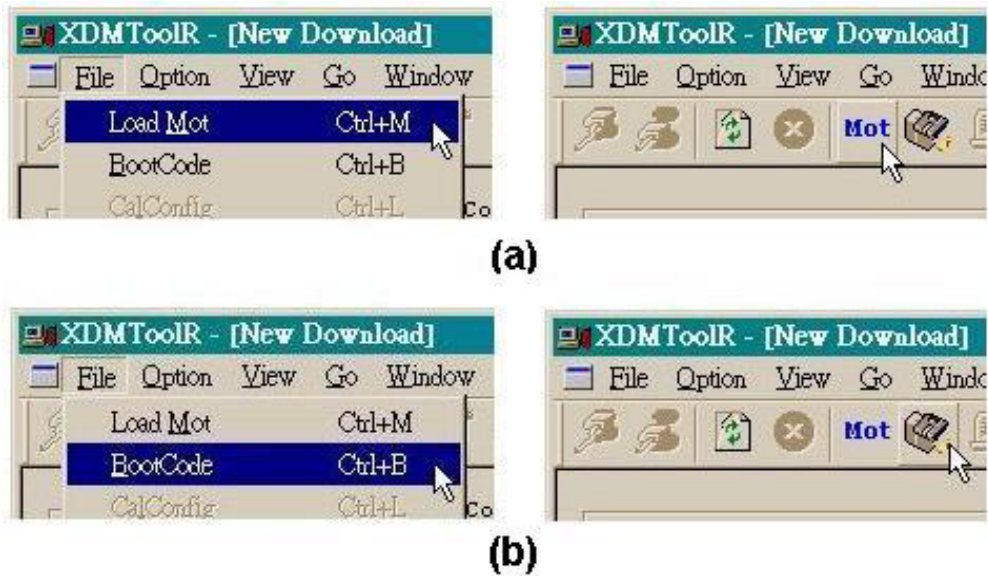 XDMToolR - [New Download]
File Option View Go Window
Load Mot Ctrl+M
BootCode Ctrl+B
CalConfig Ctrl+L
Co
XDMToolR - [New Download]
File Option View Go
Mot
(a)
XDMToolR - [New Download]
File Option View Go Window
Load Mot Ctrl+M
BootCode Ctrl+B
CalConfig Ctrl+L
Co
XDMToolR - [New Download]
File Option View Go
Mot
(b)